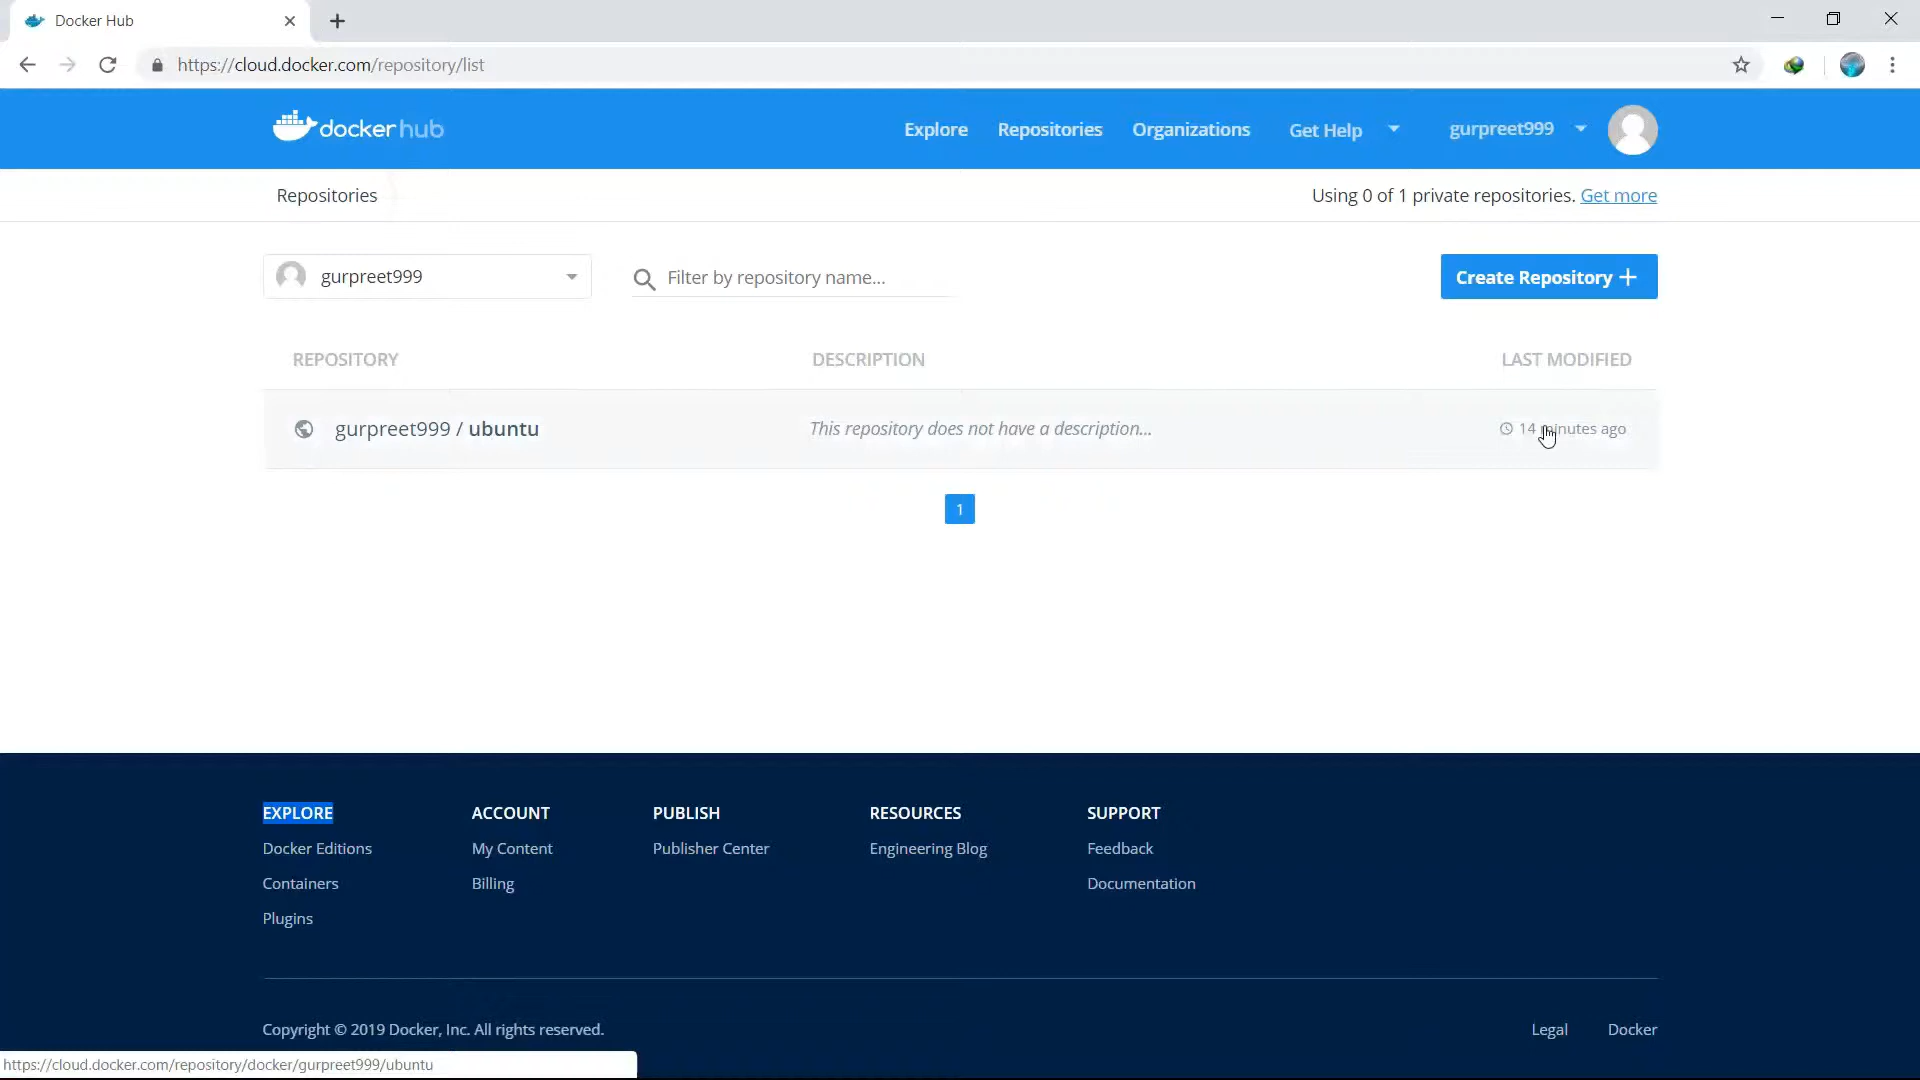 Docker Hub
https://cloud.docker.com/repository/list
docker hub
Explore Repositories Organizations Get Help gurpreet999
Repositories
Using 0 of 1 private repositories. Get more
gurpreet999
Filter by repository name...
Create Repository +
REPOSITORY DESCRIPTION LAST MODIFIED
gurpreet999 / ubuntu This repository does not have a description... 14 minutes ago
1
EXPLORE ACCOUNT PUBLISH RESOURCES SUPPORT
Docker Editions My Content Publisher Center Engineering Blog Feedback
Containers Billing Documentation
Plugins
Copyright © 2019 Docker, Inc. All rights reserved. Legal Docker
https://cloud.docker.com/repository/docker/gurpreet999/ubuntu